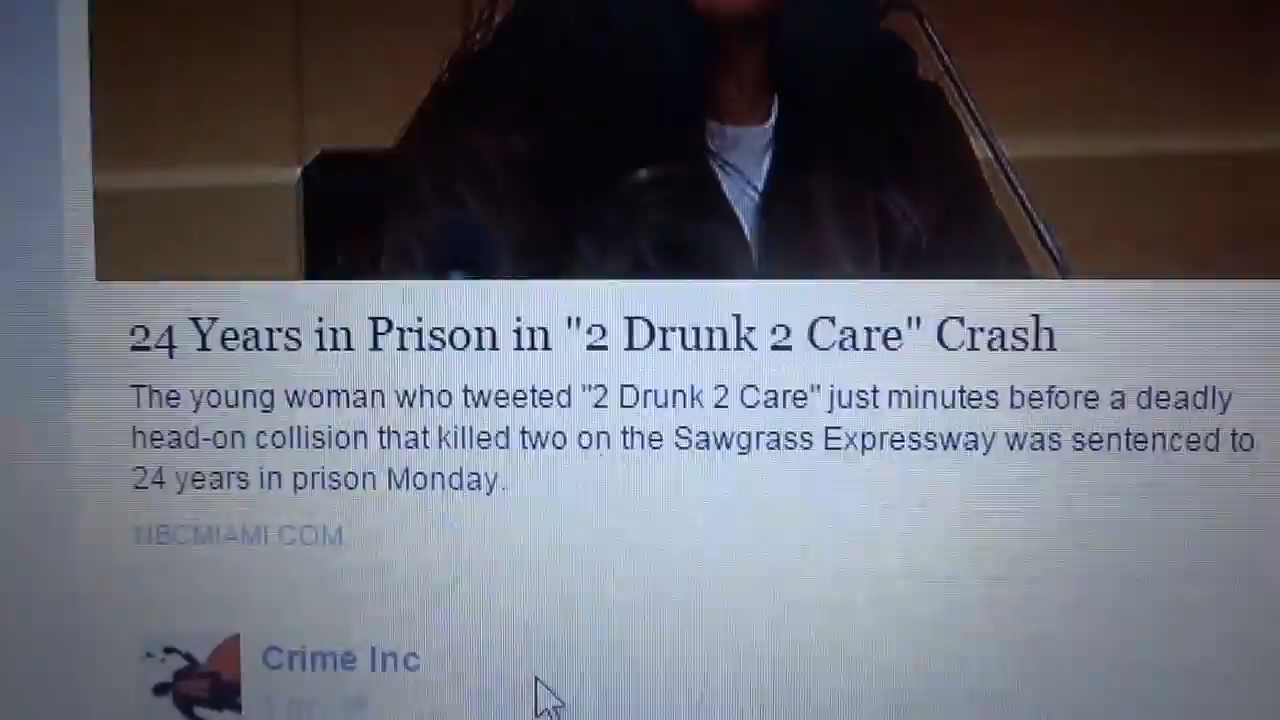 24 Years in Prison in "2 Drunk 2 Care" Crash
The young woman who tweeted "2 Drunk 2 Care" just minutes before a deadly
head-on collision that killed two on the Sawgrass Expressway was sentenced to
24 years in prison Monday.
NBCMIAMI.COM
Crime Inc